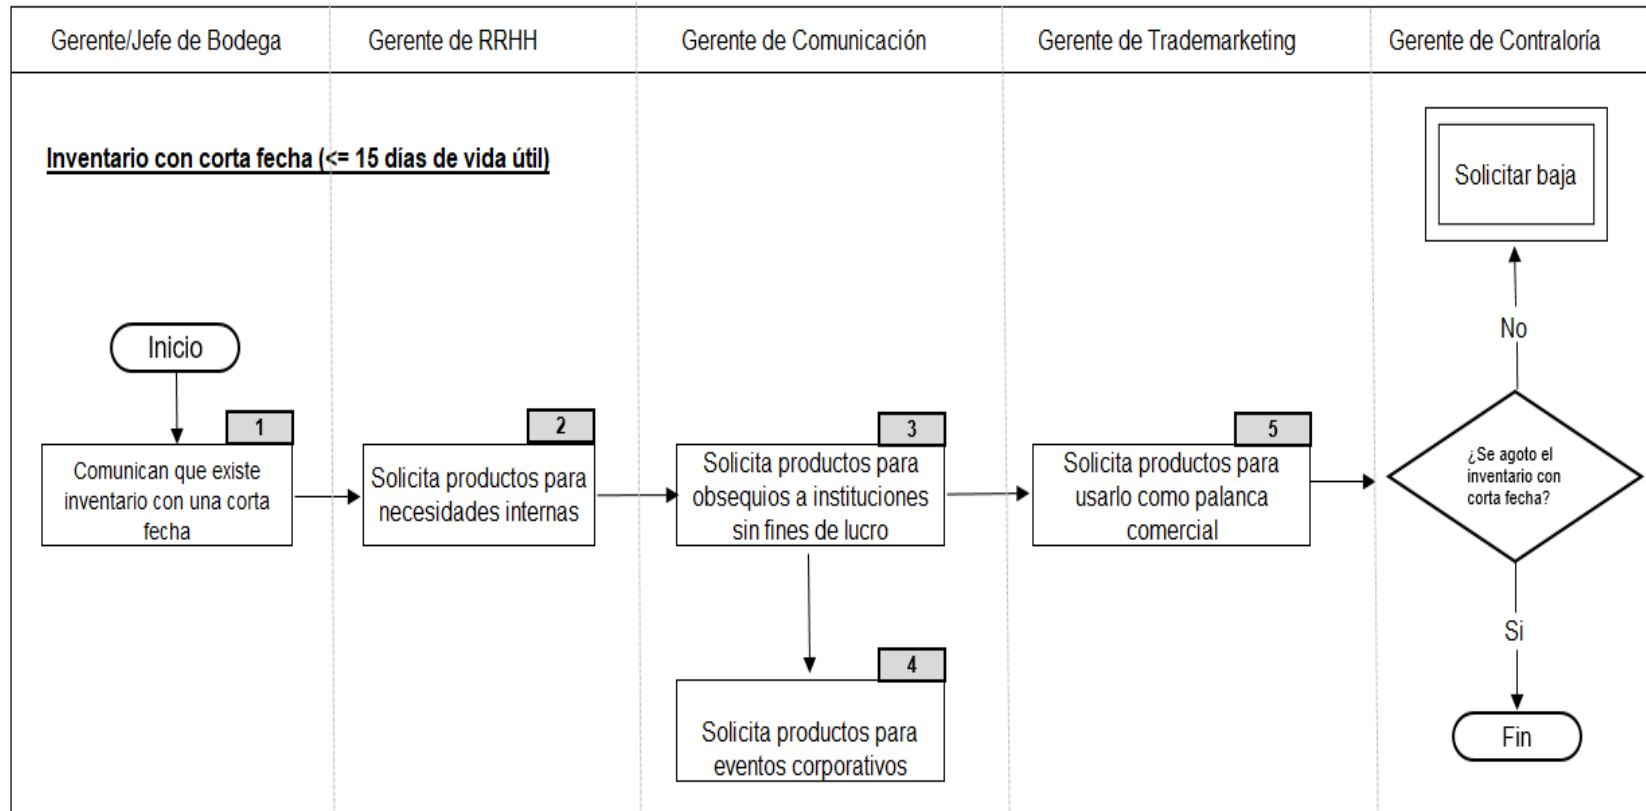 Gerente/Jefe de Bodega
Gerente de RRHH
Gerente de Comunicación
Gerente de Trademarketing
Gerente de Contraloría
Inventario con corta fecha (<= 15 días de vida útil)
Inicio
1
Comunican que existe
inventario con una corta
fecha
2
Solicita productos para
necesidades internas
3
Solicita productos para
obsequios a instituciones
sin fines de lucro
4
Solicita productos para
eventos corporativos
5
Solicita productos para
usarlo como palanca
comercial
Solicitar baja
No
¿Se agoto el
inventario con
corta fecha?
Si
Fin